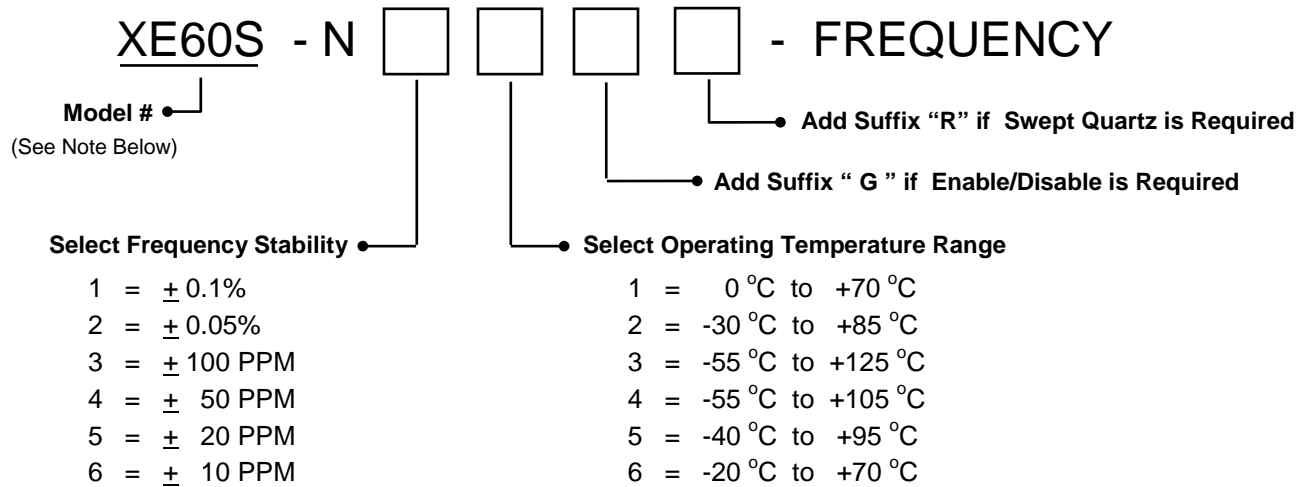 XE60S - N - FREQUENCY
Model #
(See Note Below)
Add Suffix “R” if Swept Quartz is Required
Add Suffix “ G ” if Enable/Disable is Required
Select Frequency Stability
1 = ± 0.1%
2 = ± 0.05%
3 = ± 100 PPM
4 = ± 50 PPM
5 = ± 20 PPM
6 = ± 10 PPM
Select Operating Temperature Range
1 = 0 °C to +70 °C
2 = -30 °C to +85 °C
3 = -55 °C to +125 °C
4 = -55 °C to +105 °C
5 = -40 °C to +95 °C
6 = -20 °C to +70 °C